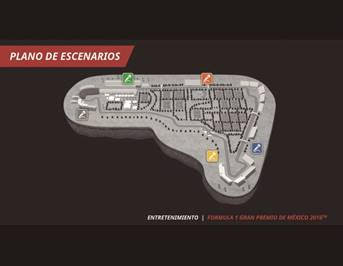 PLANO DE ESCENARIOS
ENTRETENIMIENTO | FORMULA 1 GRAN PREMIO DE MÉXICO 2016™